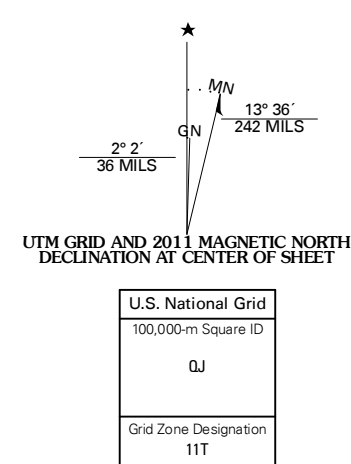 ★
MN
13° 36´
242 MILS
GN
2° 2´
36 MILS
UTM GRID AND 2011 MAGNETIC NORTH
DECLINATION AT CENTER OF SHEET
U.S. National Grid
100,000-m Square ID
QJ
Grid Zone Designation
11T